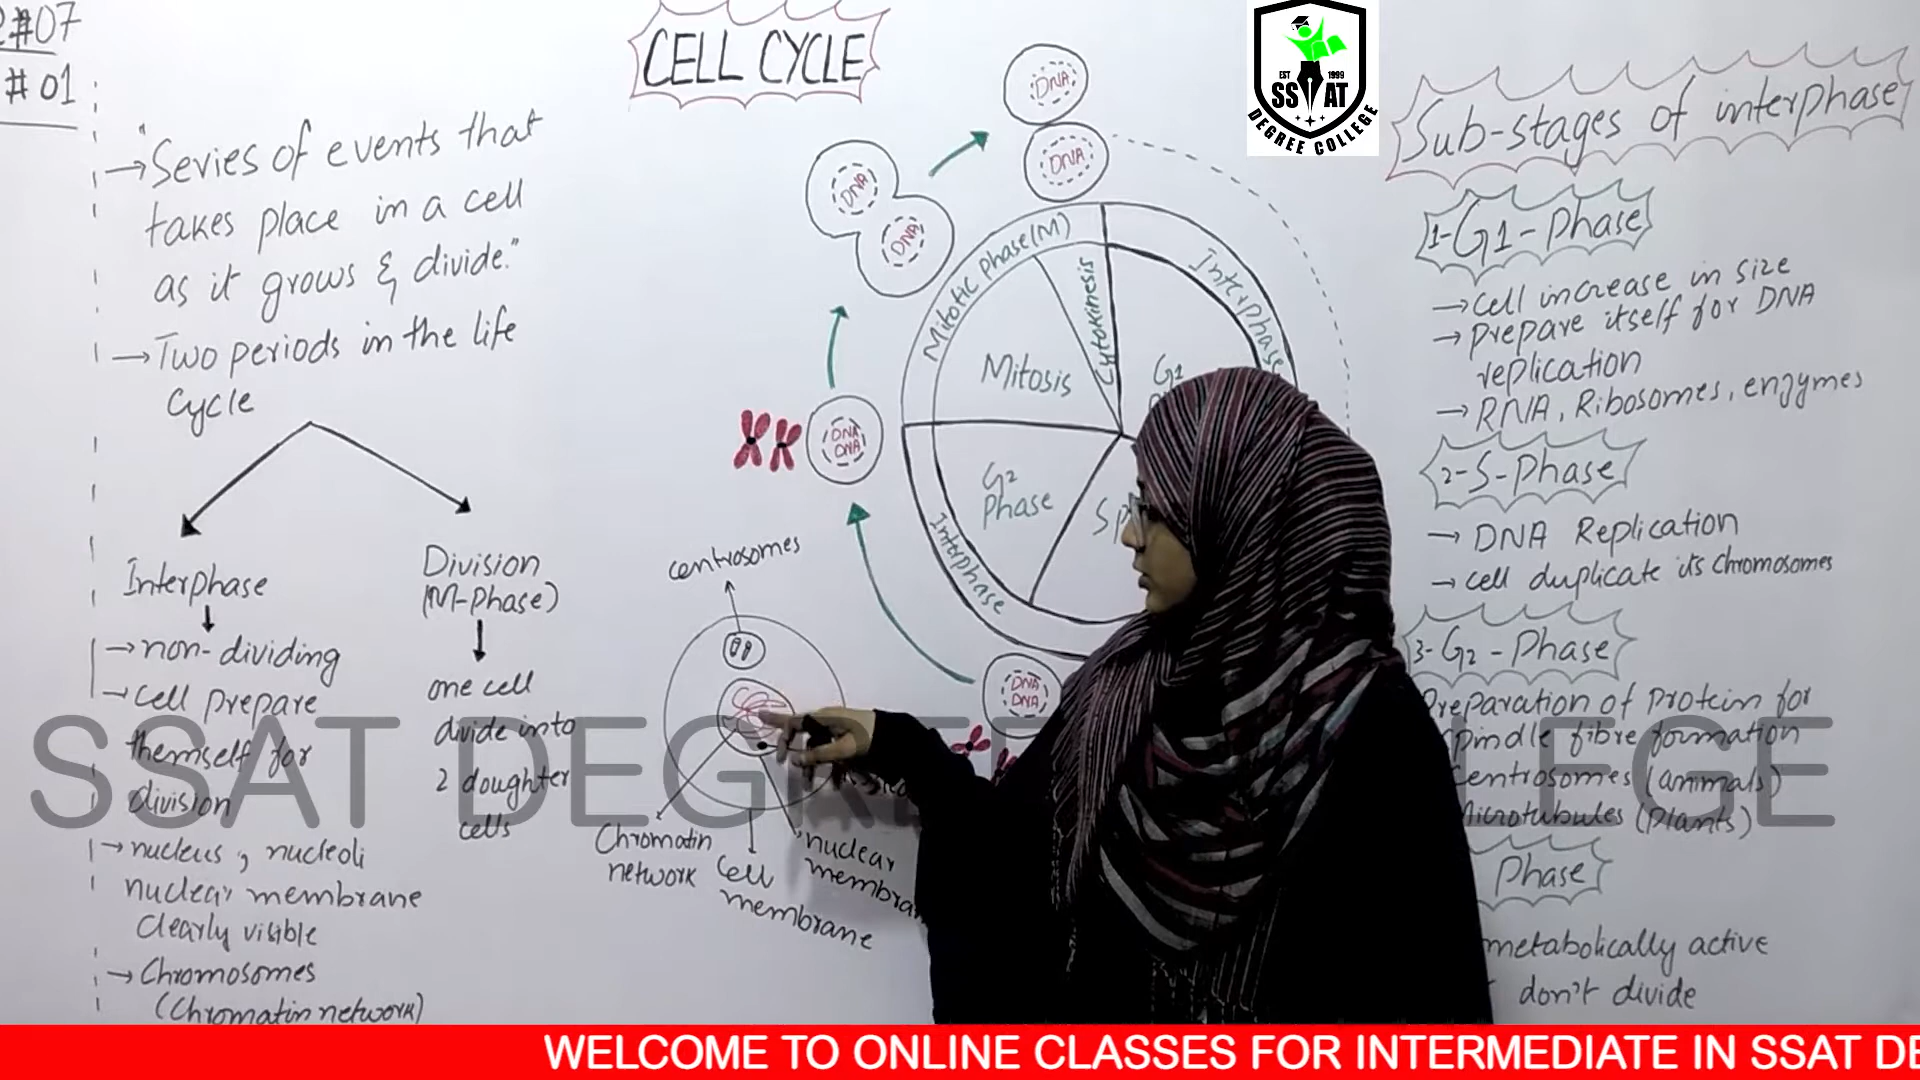 #07
# 01
CELL CYCLE
→ "Series of events that
takes place in a cell
as it grows & divide."
→ Two periods in the life
cycle
Interphase
→ non-dividing
→ cell prepare
themself for
division
→ nucleus, nucleoli
nuclear membrane
clearly visible
→ Chromosomes
(Chromatin network)
Division
(M-phase)
one cell
divide into
2 doughter
cells
DNA
DNA
DNA
DNA
DNA
DNA
DNA
DNA
Mitotic Phase (M)
Interphase
Cytokinesis
Mitosis
G1
G2
Phase
Interphase
centrosomes
Chromatin
network
Cell
membrane
nuclear
EST 1999
SSAT
DEGREE COLLEGE
Sub-stages of interphase
1- G1 - Phase
→ Cell increase in size
→ prepare itself for DNA
replication
→ RNA, Ribosomes, enzymes
2- S - Phase
→ DNA Replication
→ cell duplicate its chromosomes
3- G2 - Phase
Preparation of protein for
spindle fibre formation
centrosomes (animals)
Microtubules (Plants)
Phase
metabolically active
don't divide
SSAT DEGREE COLLEGE
WELCOME TO ONLINE CLASSES FOR INTERMEDIATE IN SSAT DE